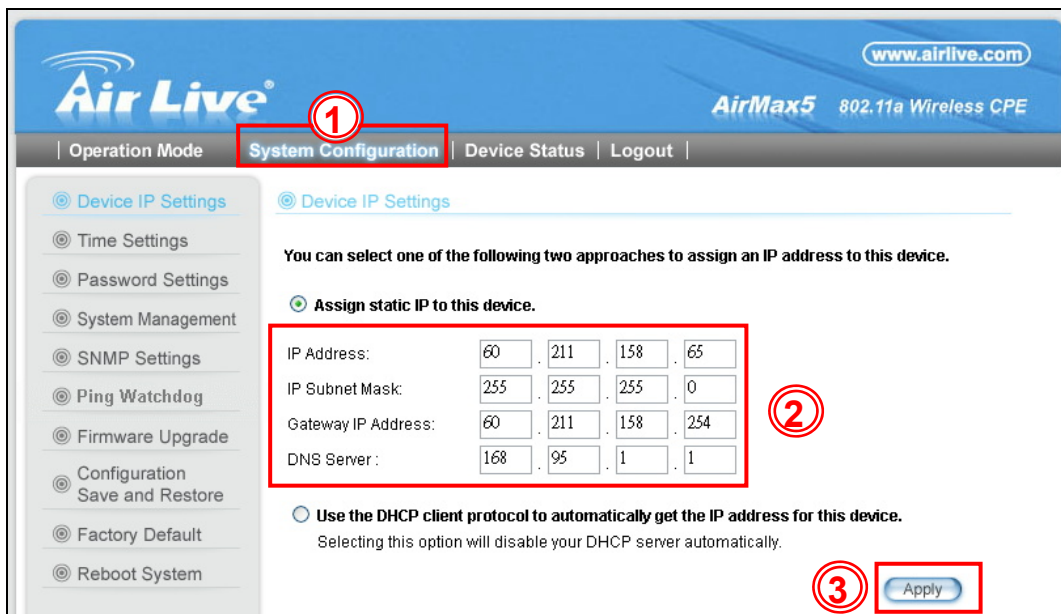 www.airlive.com
Air Live®
AirMax5 802.11a Wireless CPE
1
| Operation Mode System Configuration | Device Status | Logout |
Device IP Settings
Time Settings
Password Settings
System Management
SNMP Settings
Ping Watchdog
Firmware Upgrade
Configuration
Save and Restore
Factory Default
Reboot System
Device IP Settings
You can select one of the following two approaches to assign an IP address to this device.
Assign static IP to this device.
IP Address: 60 . 211 . 158 . 65
IP Subnet Mask: 255 . 255 . 255 . 0
2
Gateway IP Address: 60 . 211 . 158 . 254
DNS Server : 168 . 95 . 1 . 1
Use the DHCP client protocol to automatically get the IP address for this device.
Selecting this option will disable your DHCP server automatically.
3
Apply